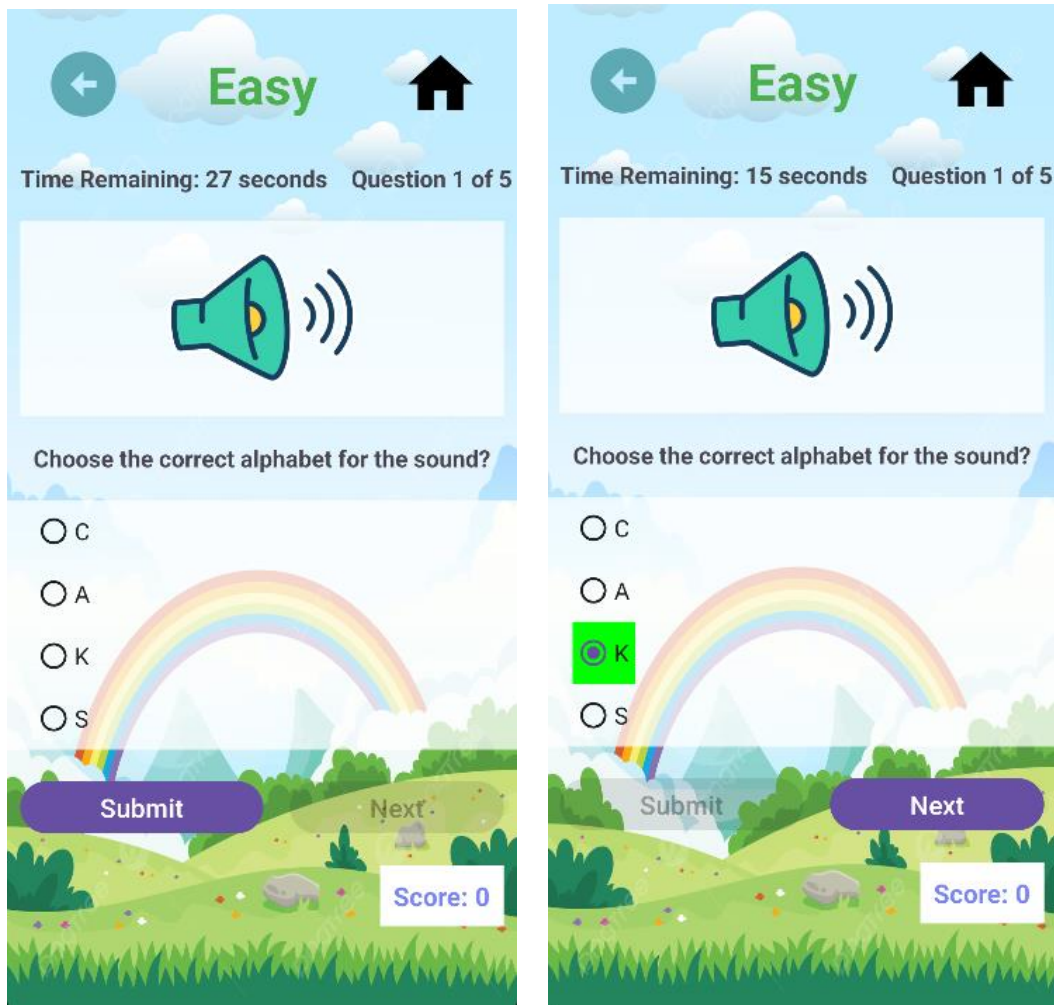 Easy
Time Remaining: 27 seconds Question 1 of 5
Choose the correct alphabet for the sound?
C
A
K
S
Submit Next
Score: 0
Easy
Time Remaining: 15 seconds Question 1 of 5
Choose the correct alphabet for the sound?
C
A
K
S
Submit Next
Score: 0